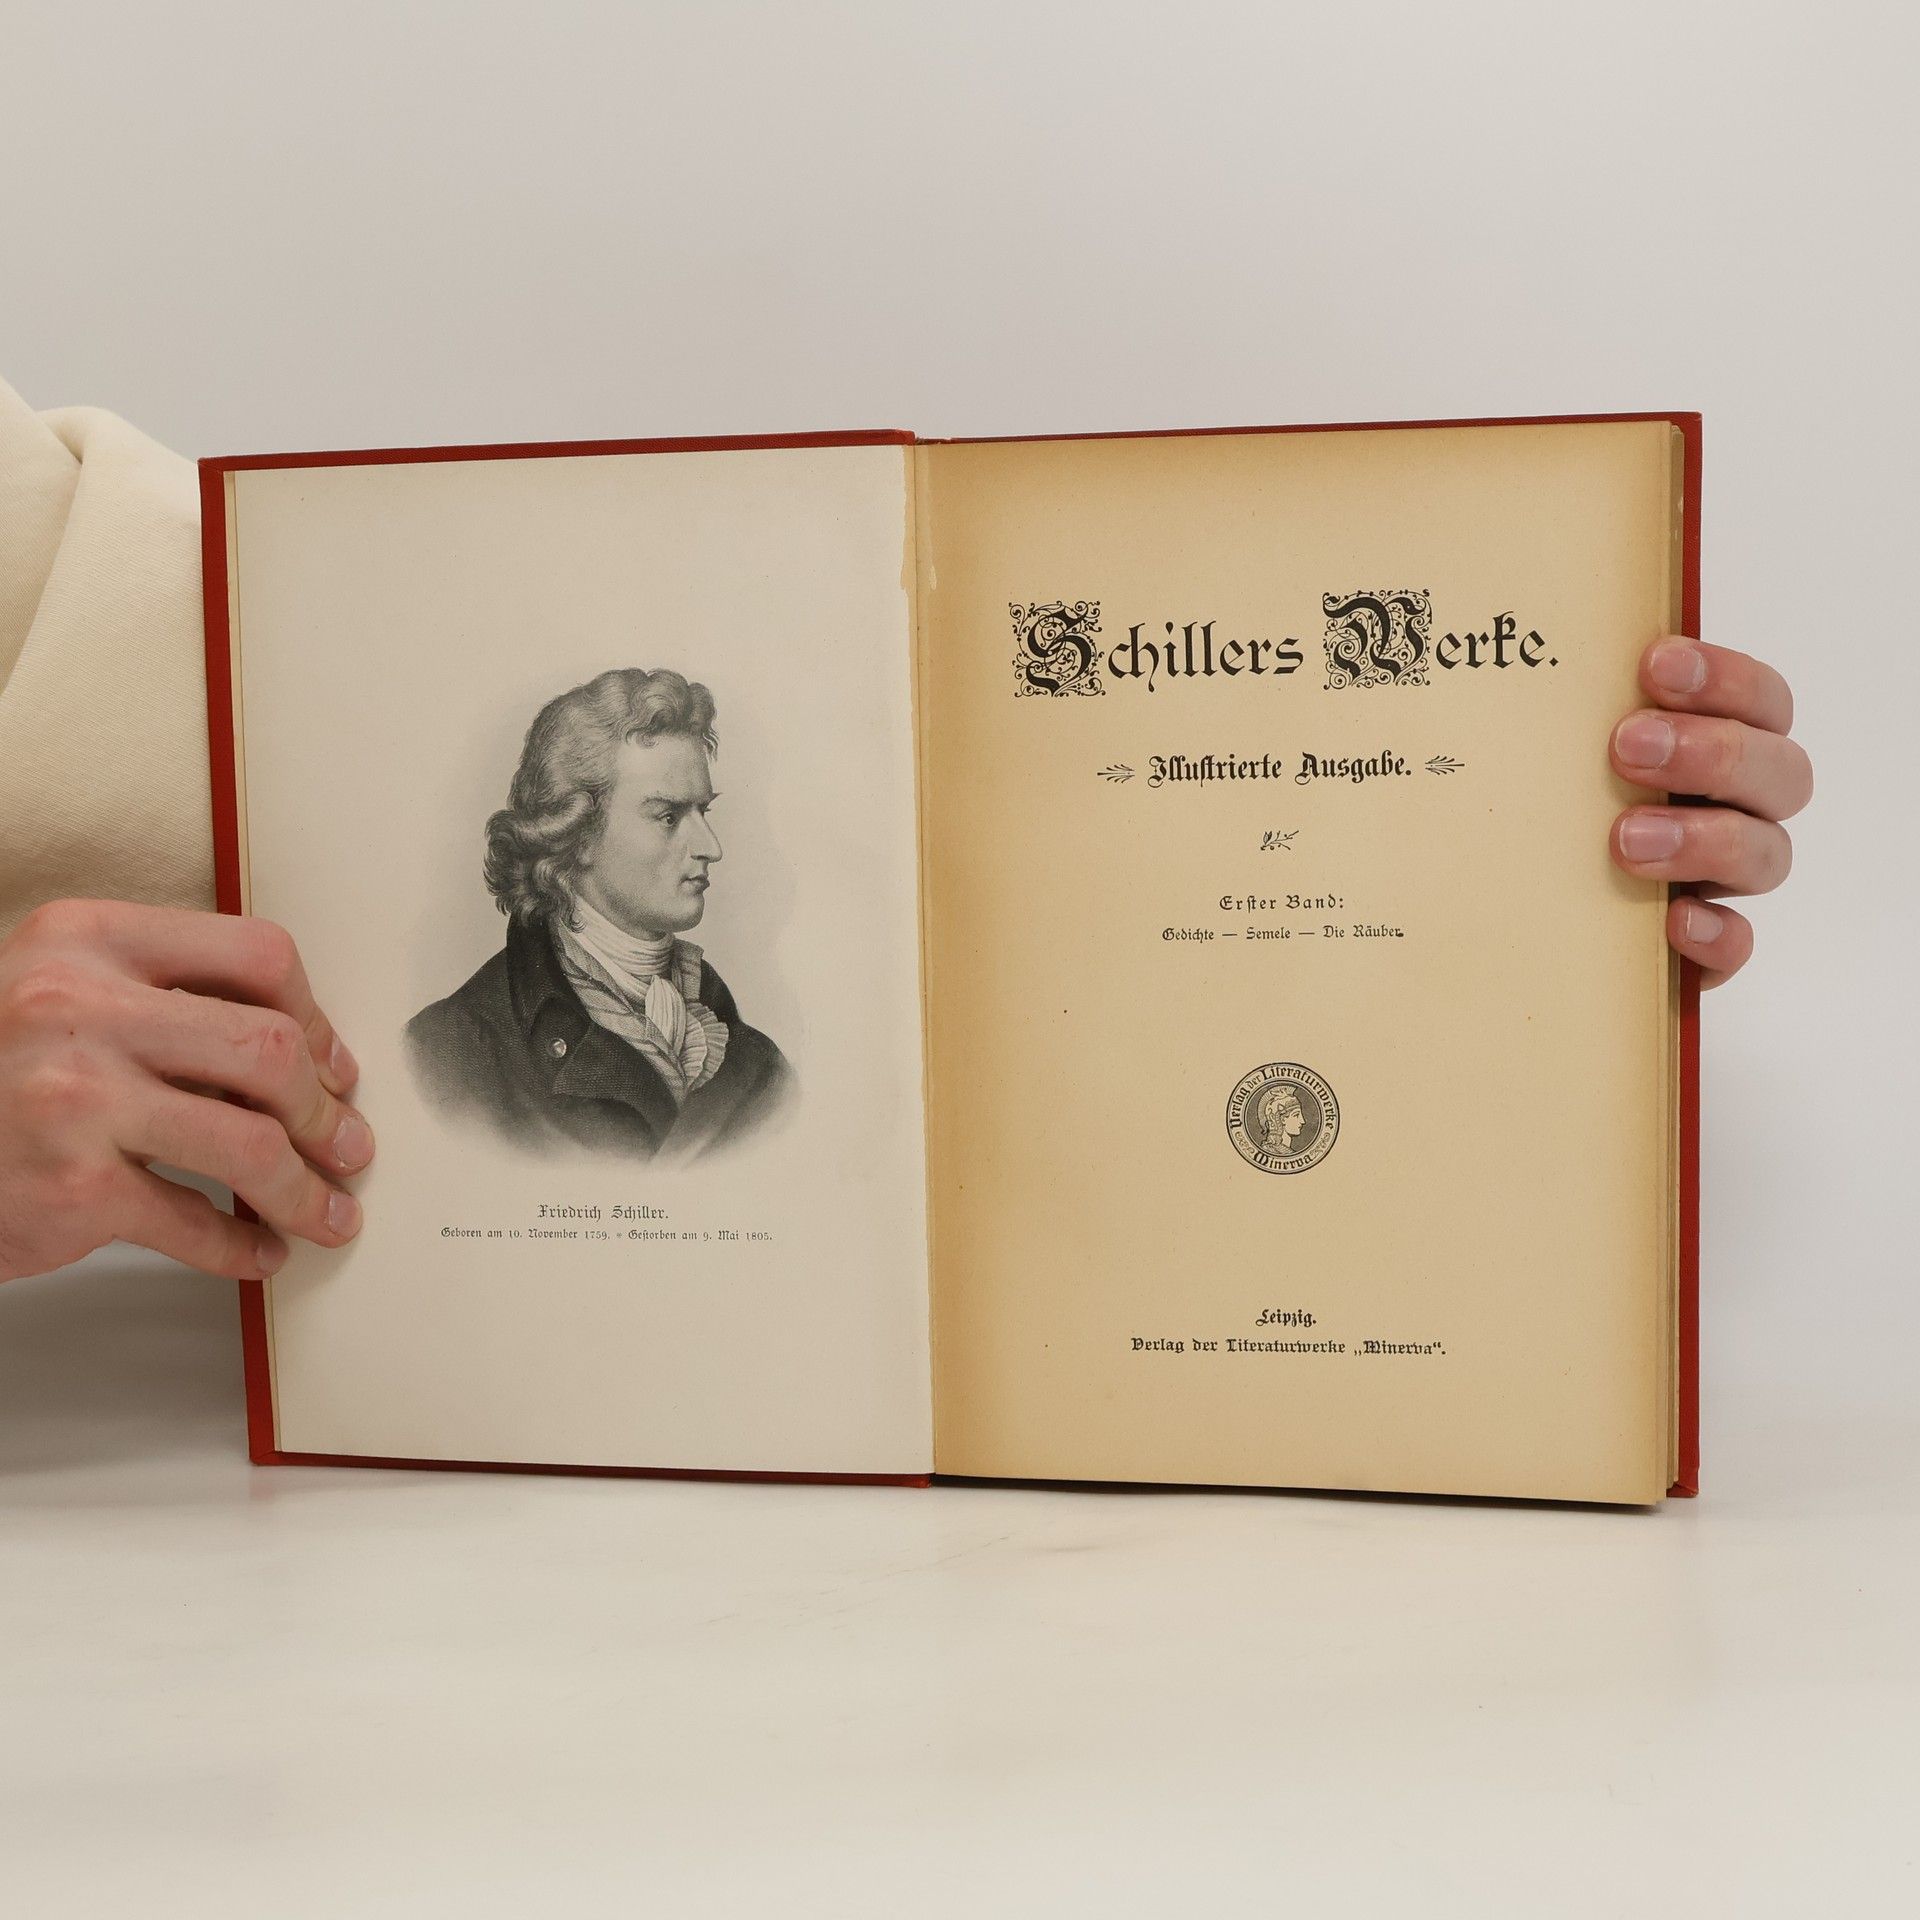 Friedrich Schiller.
Geboren am 10. November 1759. * Gestorben am 9. Mai 1805.
Schillers Werke.
Illustrierte Ausgabe.
Erster Band:
Gedichte — Semele — Die Räuber.
Verlag der Literaturwerke
Minerva
Leipzig.
Verlag der Literaturwerke „Minerva“.